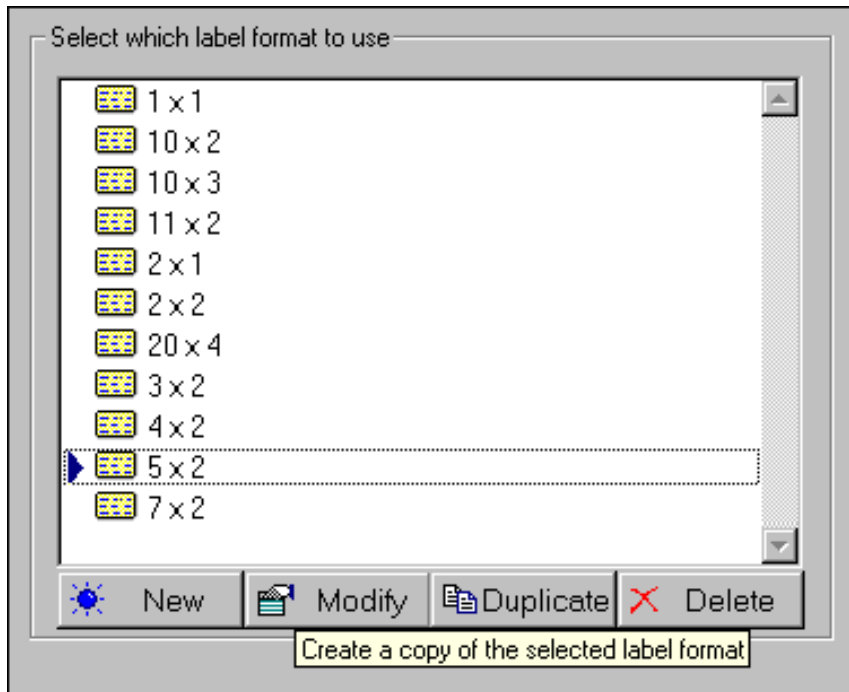 Select which label format to use
1 x 1
10 x 2
10 x 3
11 x 2
2 x 1
2 x 2
20 x 4
3 x 2
4 x 2
5 x 2
7 x 2
New Modify Duplicate Delete
Create a copy of the selected label format